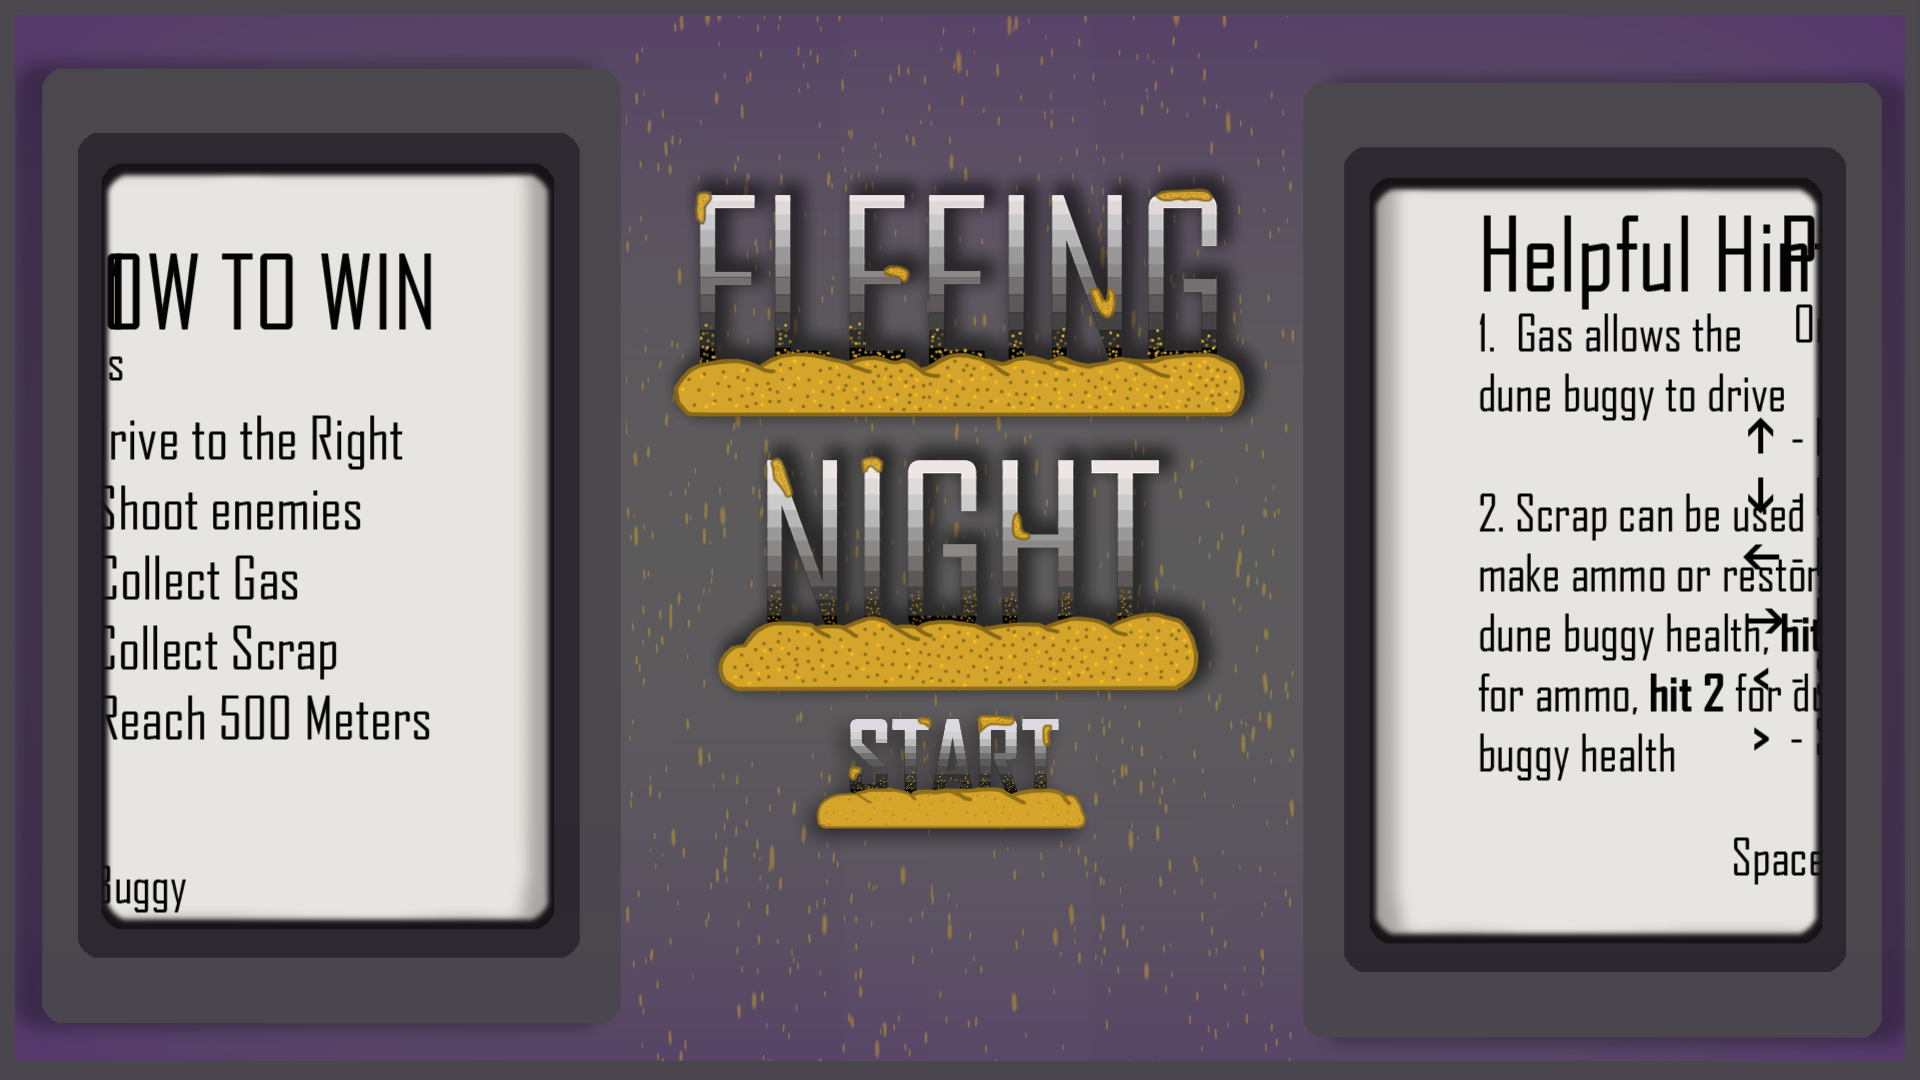 OW TO WIN
s
rive to the Right
Shoot enemies
Collect Gas
Collect Scrap
Reach 500 Meters
Buggy
FLEEING
NIGHT
START
Helpful Hin
1. Gas allows the
dune buggy to drive
↑ -
↓
2. Scrap can be used
← -
make ammo or restor
→
dune buggy health, hit
< -
for ammo, hit 2 for du
> -
buggy health
Space